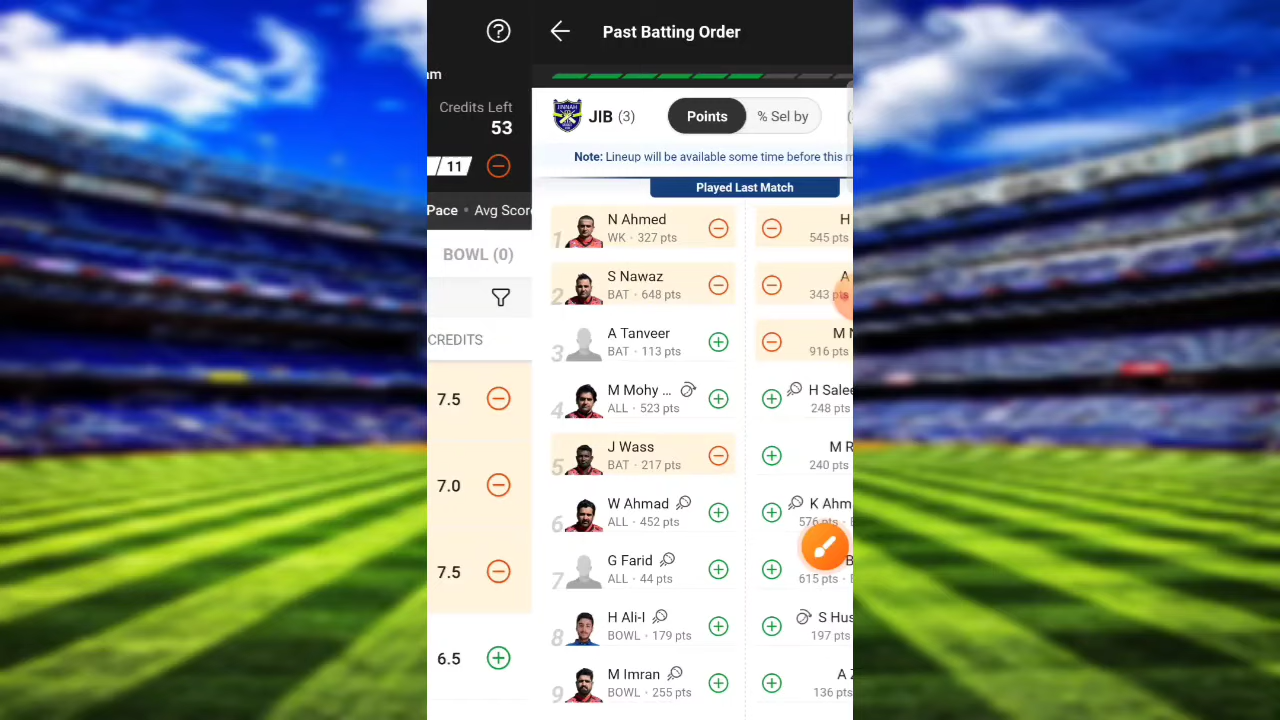 Past Batting Order
Credits Left
53
11
JIB (3)
Points
% Sel by
Note: Lineup will be available some time before this
Played Last Match
Pace • Avg
BOWL (0)
CREDITS
7.5
7.0
7.5
6.5
1
N Ahmed
WK · 327 pts
2
S Nawaz
BAT · 648 pts
3
A Tanveer
BAT · 113 pts
4
M Mohy ...
ALL · 523 pts
5
J Wass
BAT · 217 pts
6
W Ahmad
ALL · 452 pts
7
G Farid
ALL · 44 pts
8
H Ali-I
BOWL · 179 pts
9
M Imran
BOWL · 255 pts
H
545 pts
A
343 pts
M
916 pts
H
248 pts
M
240 pts
K
576 pts
615 pts
S
197 pts
A
136 pts
JINNAH